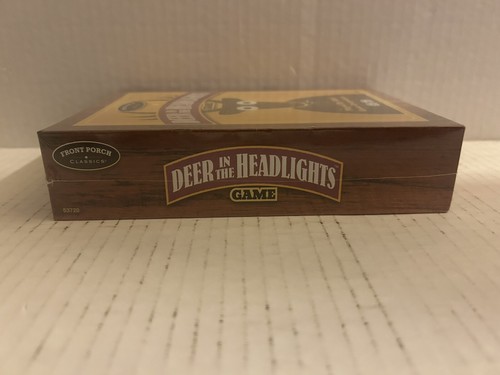 FRONT PORCH
CLASSICS
DEER IN THE HEADLIGHTS
GAME